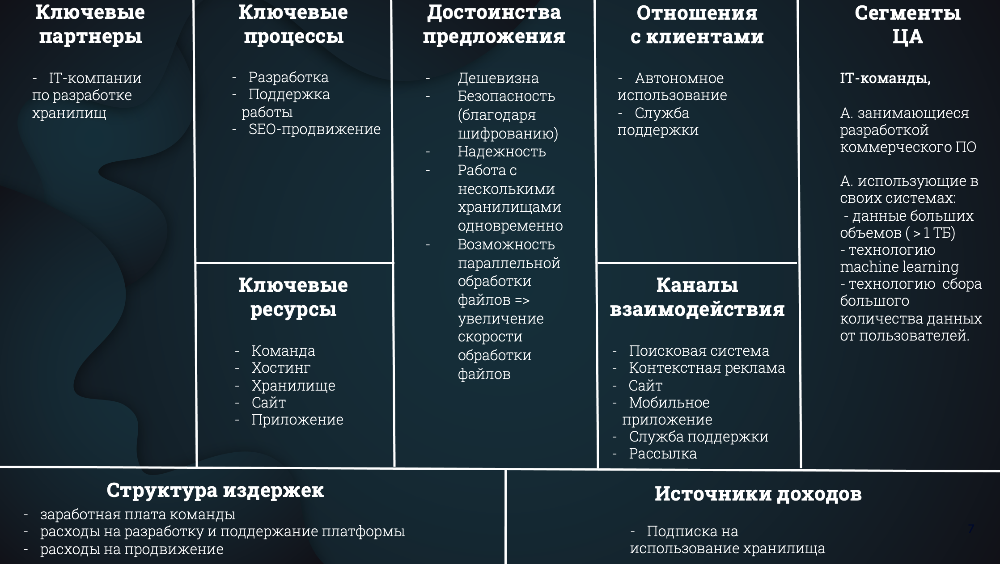 Ключевые
партнеры
- IT-компании
по разработке
хранилищ
Ключевые
процессы
- Разработка
- Поддержка
работы
- SEO-продвижение
Ключевые
ресурсы
- Команда
- Хостинг
- Хранилище
- Сайт
- Приложение
Достоинства
предложения
- Дешевизна
- Безопасность
(благодаря
шифрованию)
- Надежность
- Работа с
несколькими
хранилищами
одновременно
- Возможность
параллельной
обработки
файлов =>
увеличение
скорости
обработки
файлов
Отношения
с клиентами
- Автономное
использование
- Служба
поддержки
Каналы
взаимодействия
- Поисковая система
- Контекстная реклама
- Сайт
- Мобильное
приложение
- Служба поддержки
- Рассылка
Сегменты
ЦА
IT-команды,
A. занимающиеся
разработкой
коммерческого ПО
A. использующие в
своих системах:
- данные больших
объемов ( > 1 ТБ)
- технологию
machine learning
- технологию сбора
большого
количества данных
от пользователей.
Структура издержек
- заработная плата команды
- расходы на разработку и поддержание платформы
- расходы на продвижение
Источники доходов
- Подписка на
использование хранилища
7